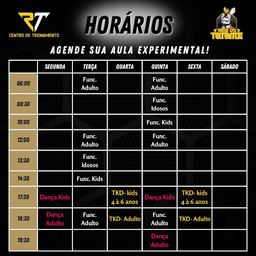 RT
CENTRO DE TREINAMENTO
HORÁRIOS
TENENTE
AGENDE SUA AULA EXPERIMENTAL!
SEGUNDA TERÇA QUARTA QUINTA SEXTA SÁBADO
06:00 Func. Adulto Func. Adulto
08:30 Func. Idosos
10:00 Func. Kids
12:00 Func. Adulto Func. Adulto
13:30 Func. Idosos
14:30 Func. Kids
17:30 Dança Kids TKD- kids 4 à 6 anos Dança Kids TKD- kids 4 à 6 anos
18:30 Dança Adulto Func. Adulto TKD- Adulto Func. Adulto TKD- Adulto
19:30 Dança Adulto